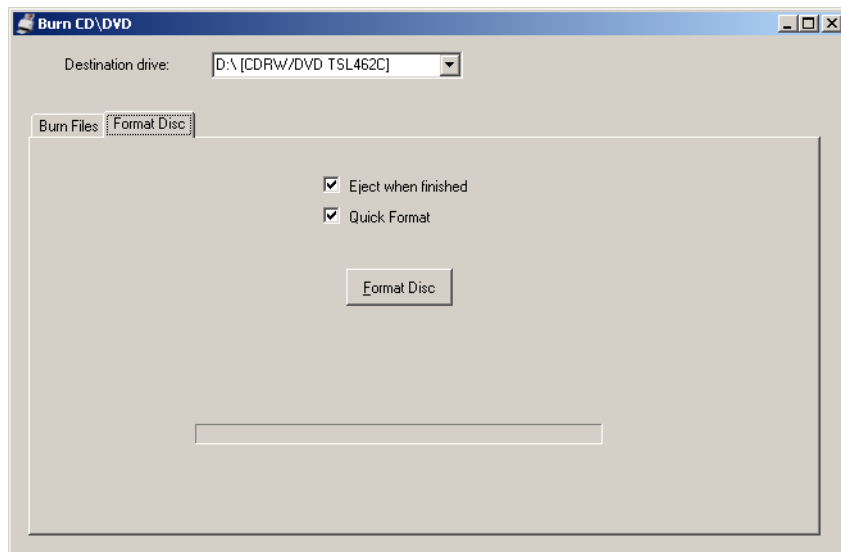 Burn CD\DVD
Destination drive: D:\ [CDRW/DVD TSL462C]
Burn Files Format Disc
Eject when finished
Quick Format
Format Disc